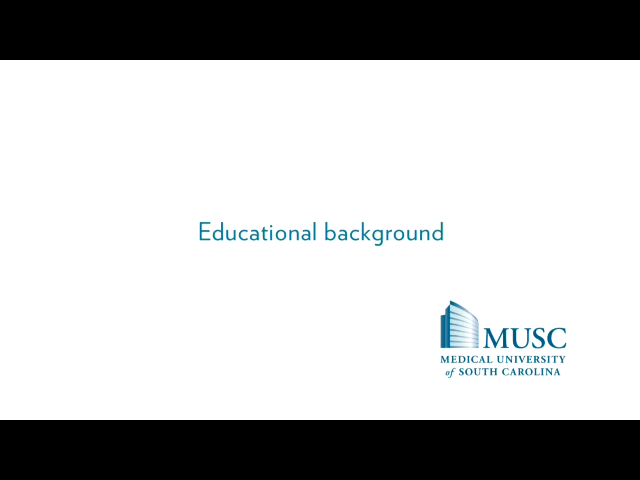 Educational background
MUSC
MEDICAL UNIVERSITY
of SOUTH CAROLINA